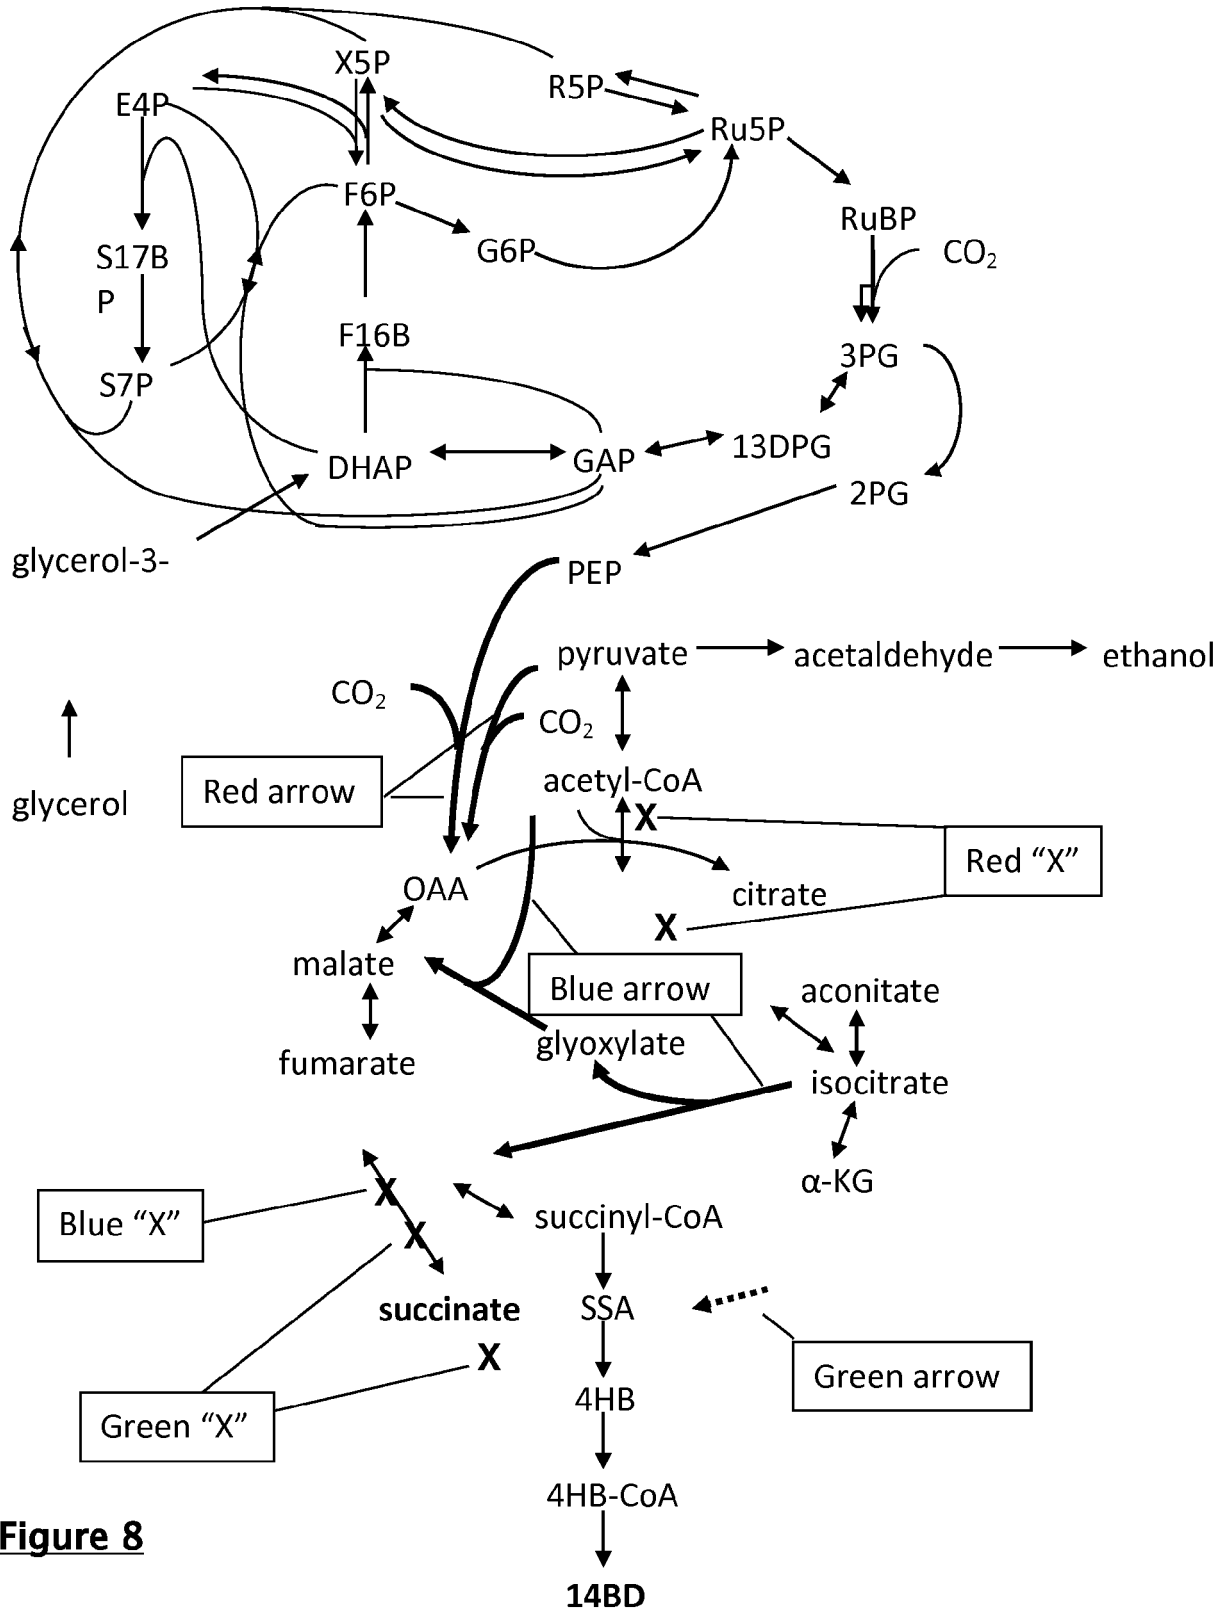 X5P
R5P
E4P
Ru5P
F6P
RuBP
G6P
CO₂
S17B
P
F16B
3PG
S7P
13DPG
DHAP
GAP
2PG
glycerol-3-
PEP
pyruvate
acetaldehyde
ethanol
CO₂
CO₂
acetyl-CoA
Red arrow
glycerol
X
Red “X”
OAA
citrate
X
malate
Blue arrow
aconitate
glyoxylate
fumarate
isocitrate
α-KG
X
Blue “X”
succinyl-CoA
X
succinate
SSA
X
Green arrow
4HB
Green “X”
4HB-CoA
Figure 8
14BD